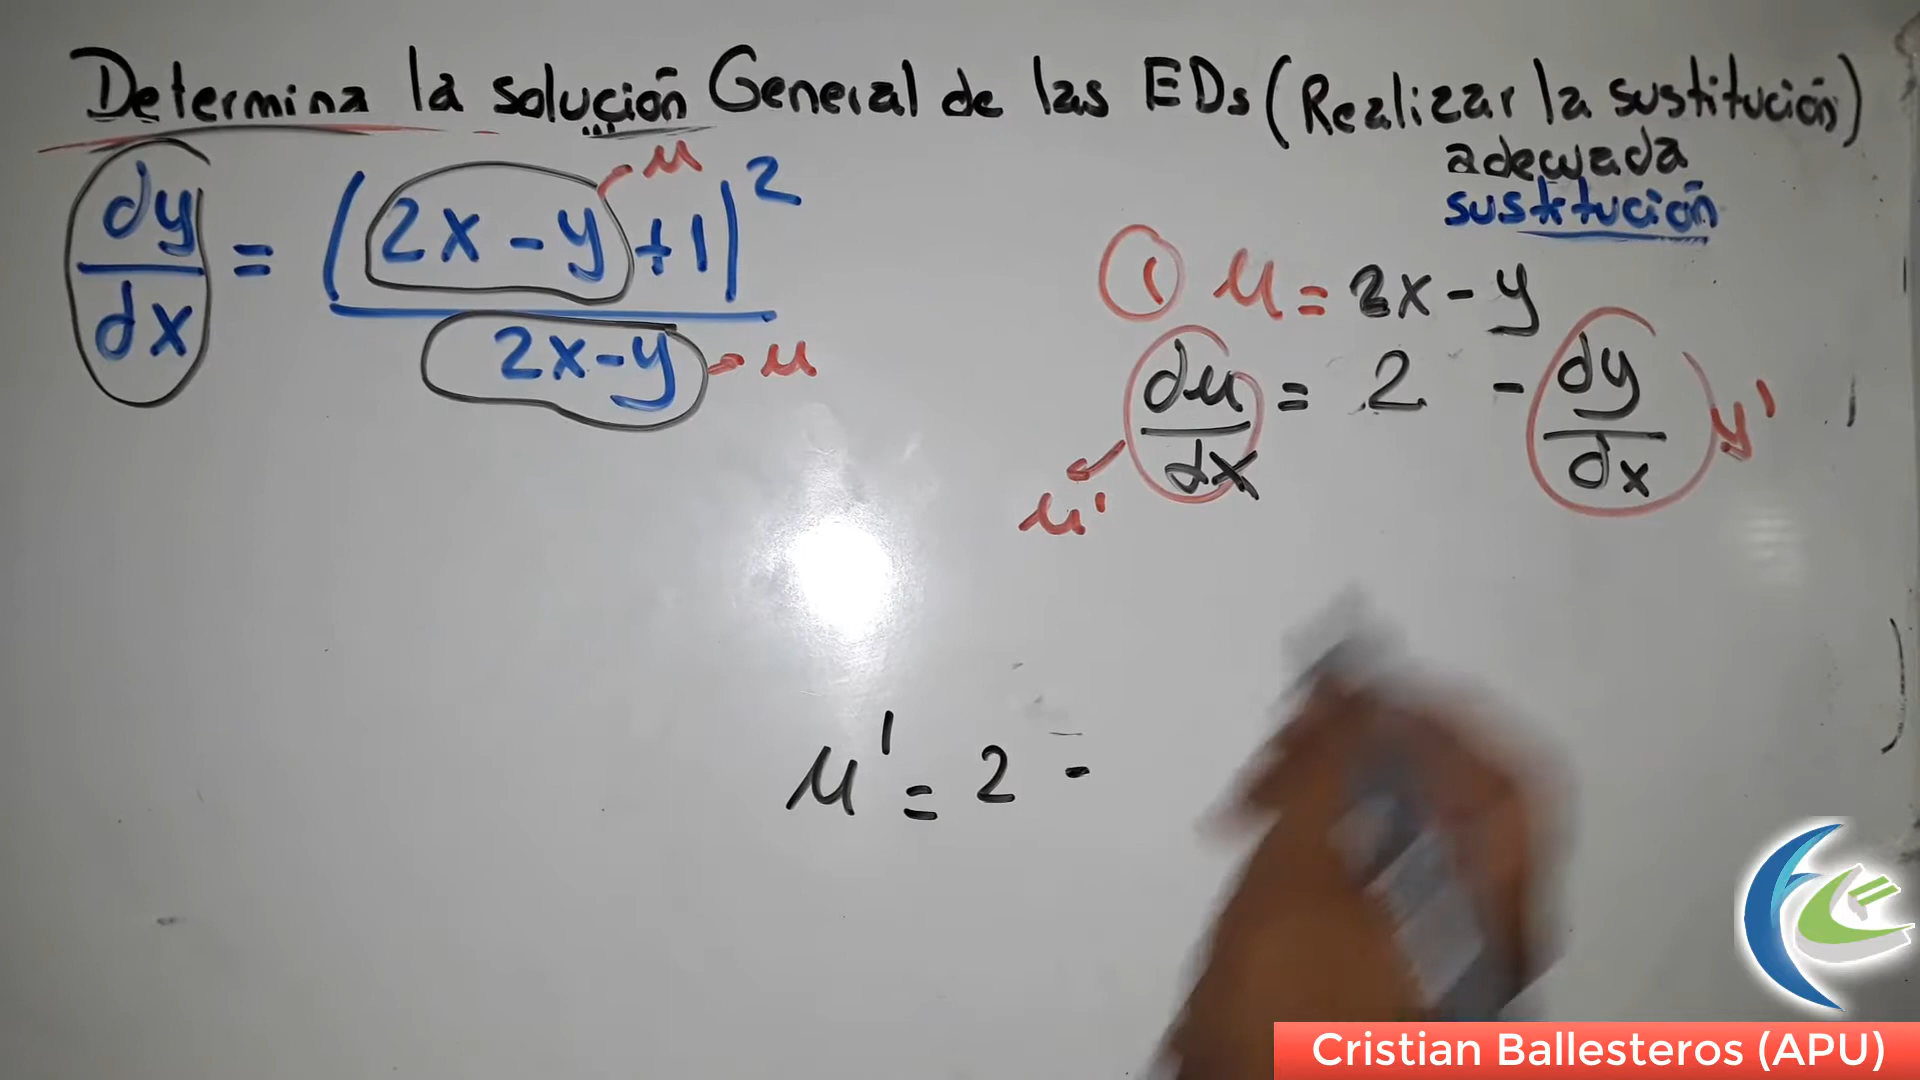 Determina la solución General de las EDs (Realizar la sustitución)
adecuada
sustitución
dy/dx = (2x-y+1)^2 / 2x-y
μ
μ
① μ = 2x - y
dμ/dx = 2 - dy/dx
μ'
y'
μ' = 2 -
Cristian Ballesteros (APU)